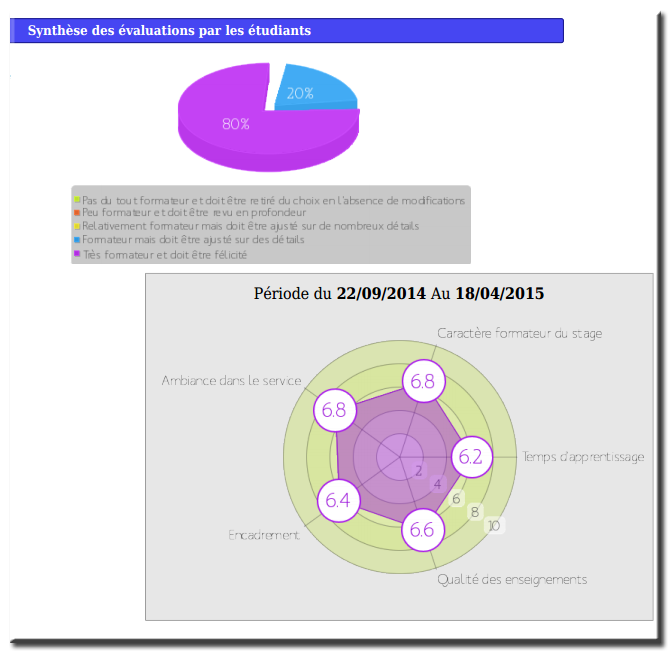 Synthèse des évaluations par les étudiants
20%
80%
Pas du tout formateur et doit être retiré du choix en l'absence de modifications
Peu formateur et doit être revu en profondeur
Relativement formateur mais doit être ajusté sur de nombreux détails
Formateur mais doit être ajusté sur des détails
Très formateur et doit être félicité
Période du 22/09/2014 Au 18/04/2015
Caractère formateur du stage
Ambiance dans le service
6.8
6.8
6.2
Temps d'apprentissage
2
4
6
8
10
6.4
6.6
Encadrement
Qualité des enseignements